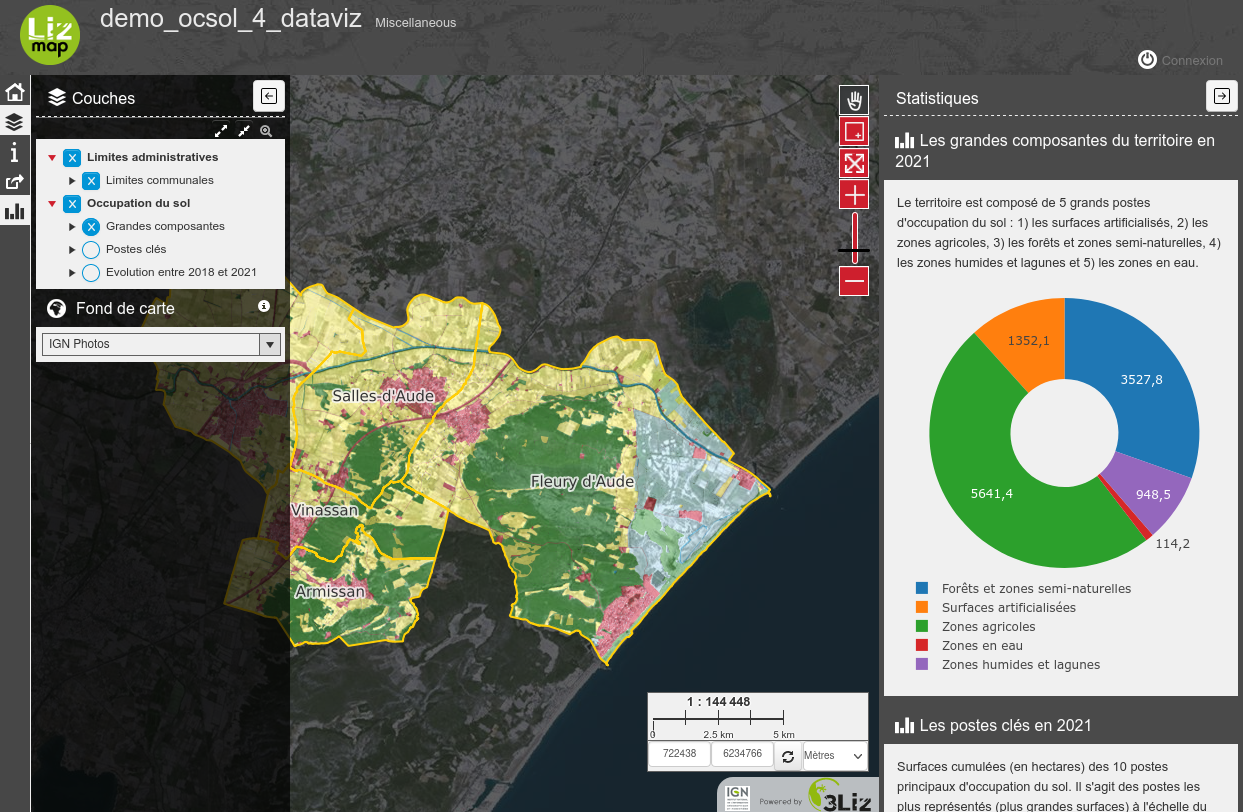 Liz
map
demo_ocsol_4_dataviz Miscellaneous
Connexion
Couches
Limites administratives
Limites communales
Occupation du sol
Grandes composantes
Postes clés
Evolution entre 2018 et 2021
Fond de carte
IGN Photos
Salles-d'Aude
Fleury d'Aude
Vinassan
Armissan
1 : 144 448
0 2.5 km 5 km
722438 6234766 Mètres
IGN
Powered by 3Liz
Statistiques
Les grandes composantes du territoire en
2021
Le territoire est composé de 5 grands postes
d'occupation du sol : 1) les surfaces artificialisés, 2) les
zones agricoles, 3) les forêts et zones semi-naturelles, 4)
les zones humides et lagunes et 5) les zones en eau.
1352,1
3527,8
5641,4
948,5
114,2
Forêts et zones semi-naturelles
Surfaces artificialisées
Zones agricoles
Zones en eau
Zones humides et lagunes
Les postes clés en 2021
Surfaces cumulées (en hectares) des 10 postes
principaux d'occupation du sol. Il s'agit des postes les
plus représentés (plus grandes surfaces) à l'échelle du